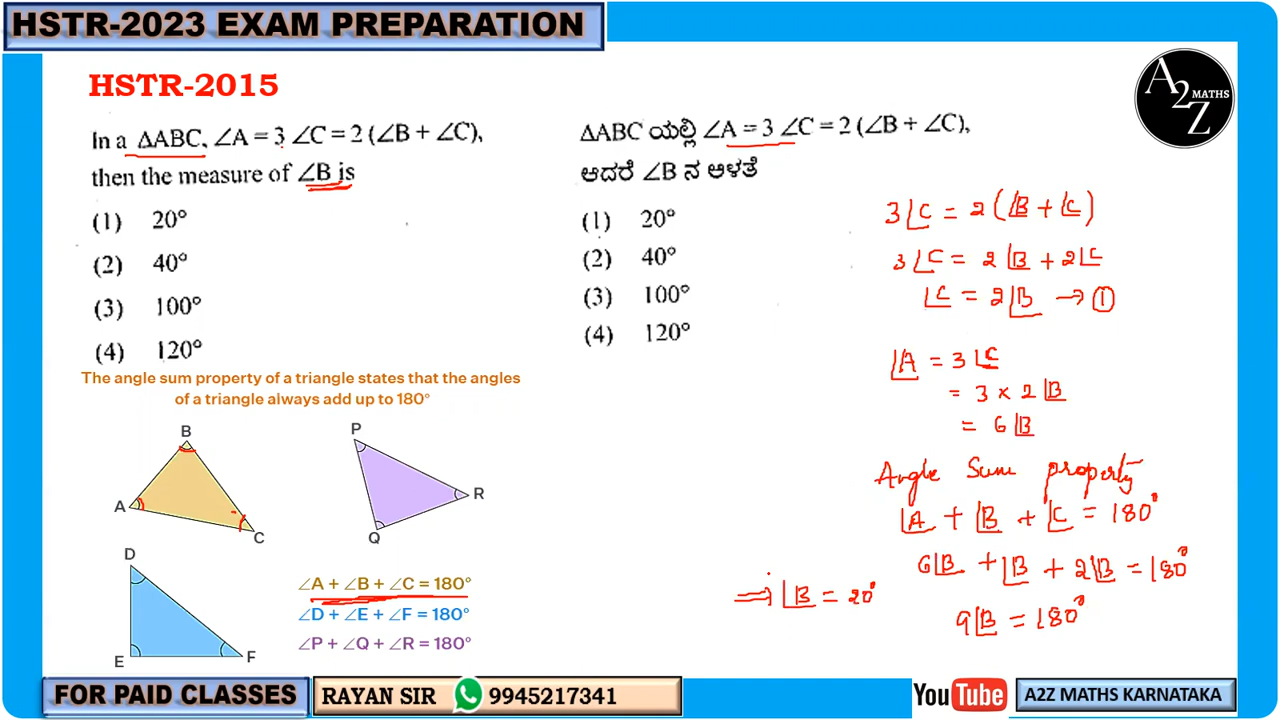 HSTR-2023 EXAM PREPARATION
A2Z MATHS
HSTR-2015
In a ΔABC, ∠A = 3 ∠C = 2 (∠B + ∠C),
then the measure of ∠B is
(1) 20°
(2) 40°
(3) 100°
(4) 120°
ΔABC ಯಲ್ಲಿ ∠A = 3 ∠C = 2 (∠B + ∠C),
ಆದರೆ ∠B ನ ಅಳತೆ
(1) 20°
(2) 40°
(3) 100°
(4) 120°
The angle sum property of a triangle states that the angles
of a triangle always add up to 180°
B
A
C
P
R
Q
D
E
F
∠A + ∠B + ∠C = 180°
∠D + ∠E + ∠F = 180°
∠P + ∠Q + ∠R = 180°
3∠C = 2(∠B + ∠C)
3∠C = 2∠B + 2∠C
∠C = 2∠B → ①
∠A = 3∠C
= 3 × 2∠B
= 6∠B
Angle Sum property
∠A + ∠B + ∠C = 180°
6∠B + ∠B + 2∠B = 180°
9∠B = 180°
⇒ ∠B = 20°
FOR PAID CLASSES
RAYAN SIR 9945217341
YouTube
A2Z MATHS KARNATAKA